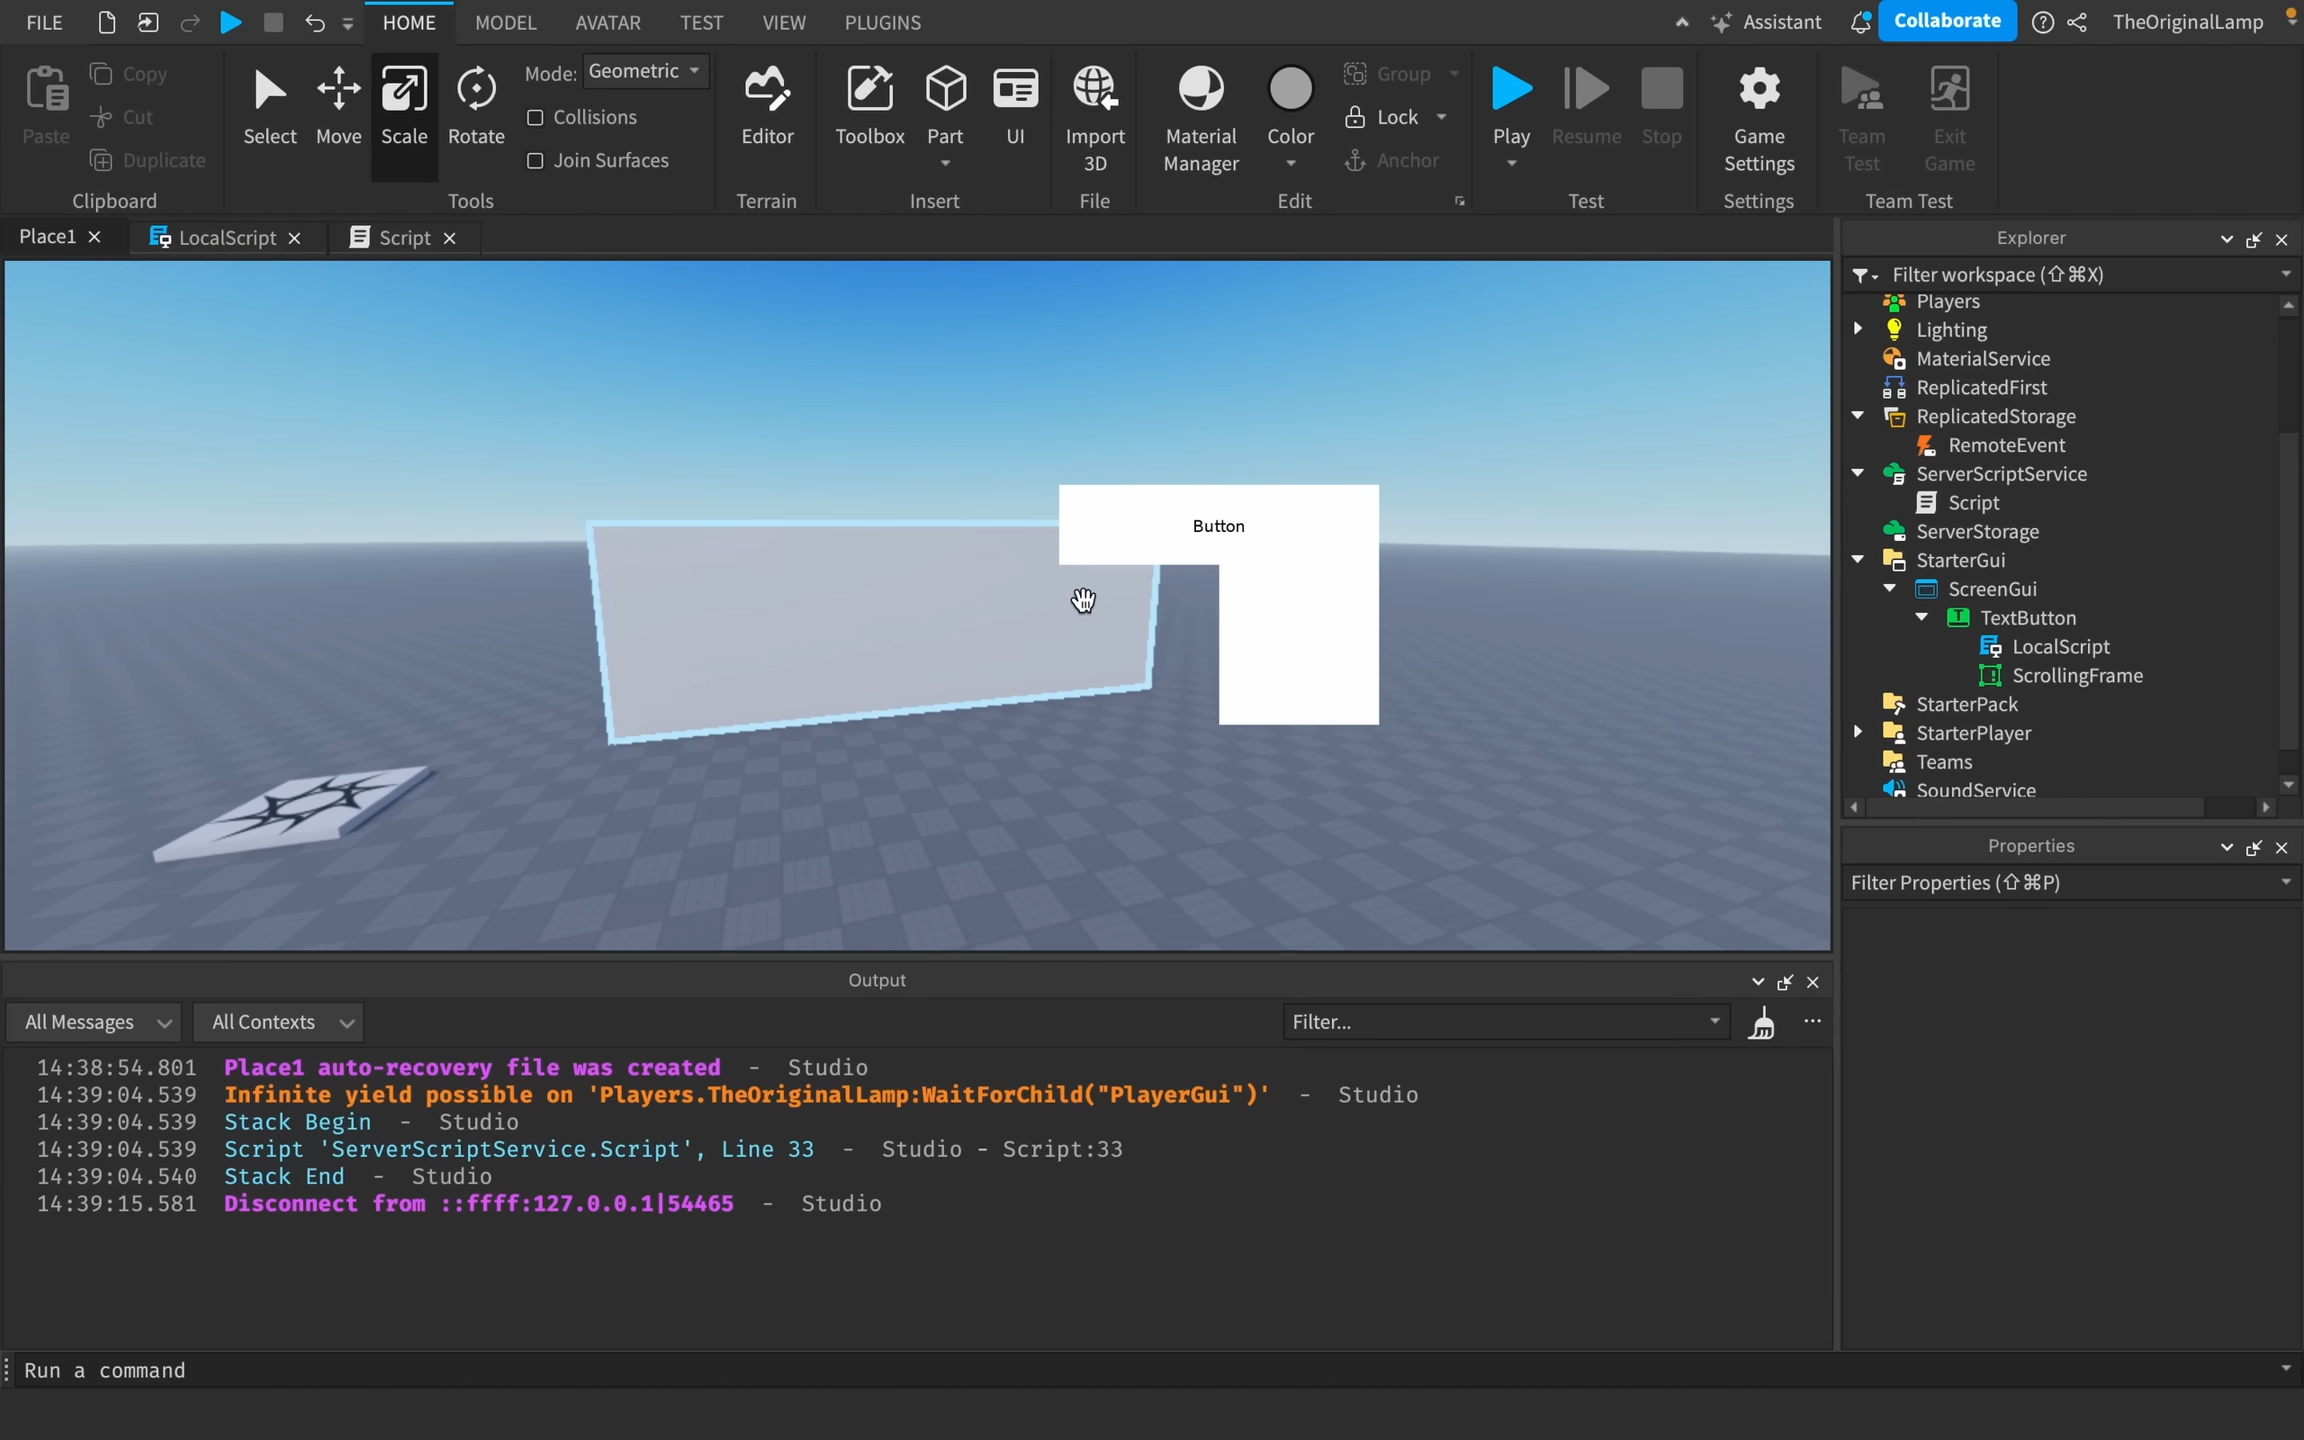 FILE HOME MODEL AVATAR TEST VIEW PLUGINS Assistant Collaborate TheOriginalLamp
Paste
Copy
Cut
Duplicate
Clipboard
Select
Move
Scale
Rotate
Mode: Geometric
Collisions
Join Surfaces
Tools
Editor
Terrain
Toolbox
Part
UI
Insert
Import
3D
File
Material
Manager
Color
Group
Lock
Anchor
Edit
Play
Resume
Stop
Test
Game
Settings
Settings
Team
Test
Exit
Game
Team Test
Place1 LocalScript Script
Button
Explorer
Filter workspace (⇧⌘X)
Players
Lighting
MaterialService
ReplicatedFirst
ReplicatedStorage
RemoteEvent
ServerScriptService
Script
ServerStorage
StarterGui
ScreenGui
TextButton
LocalScript
ScrollingFrame
StarterPack
StarterPlayer
Teams
SoundService
Properties
Filter Properties (⇧⌘P)
Output
All Messages All Contexts Filter...
14:38:54.801 Place1 auto-recovery file was created - Studio
14:39:04.539 Infinite yield possible on 'Players.TheOriginalLamp:WaitForChild("PlayerGui")' - Studio
14:39:04.539 Stack Begin - Studio
14:39:04.539 Script 'ServerScriptService.Script', Line 33 - Studio - Script:33
14:39:04.540 Stack End - Studio
14:39:15.581 Disconnect from ::ffff:127.0.0.1|54465 - Studio
Run a command